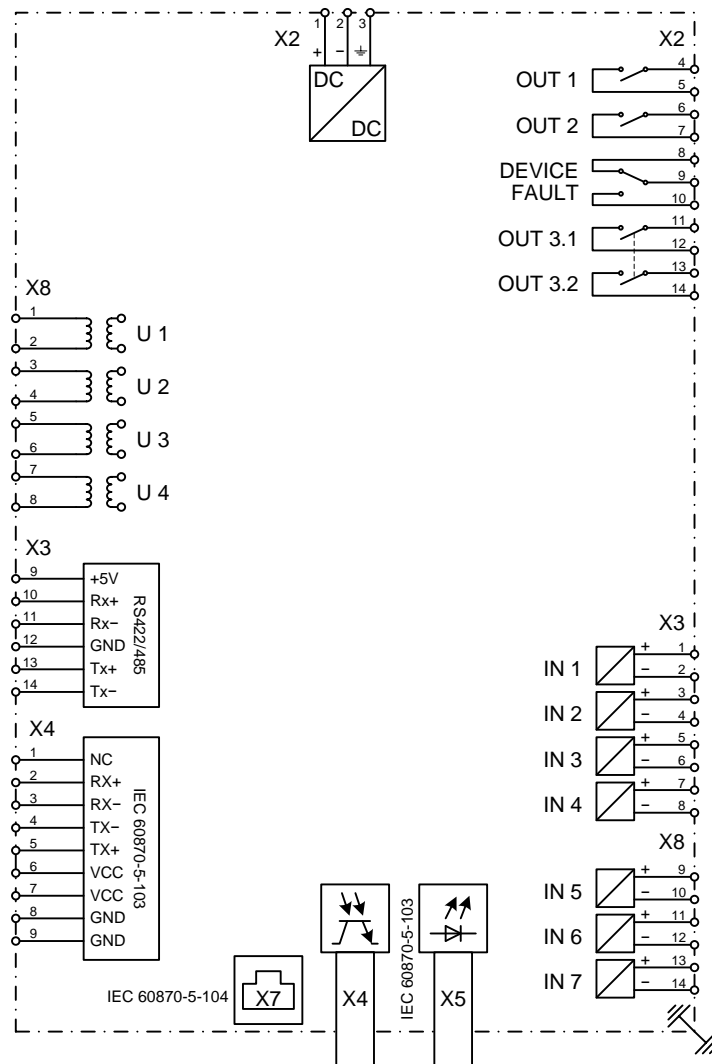 X2
1 2 3
+ −
DC
DC
X2
OUT 1
4
5
OUT 2
6
7
DEVICE
FAULT
8
9
10
OUT 3.1
11
12
OUT 3.2
13
14
X8
1
2
U 1
3
4
U 2
5
6
U 3
7
8
U 4
X3
9 +5V
10 Rx+
11 Rx−
12 GND
13 Tx+
14 Tx−
RS422/485
X4
1 NC
2 RX+
3 RX−
4 TX−
5 TX+
6 VCC
7 VCC
8 GND
9 GND
IEC 60870-5-103
X3
IN 1
+ 1
− 2
IN 2
+ 3
− 4
IN 3
+ 5
− 6
IN 4
+ 7
− 8
X8
IN 5
+ 9
− 10
IN 6
+ 11
− 12
IN 7
+ 13
− 14
IEC 60870-5-104
X7
X4
IEC 60870-5-103
X5